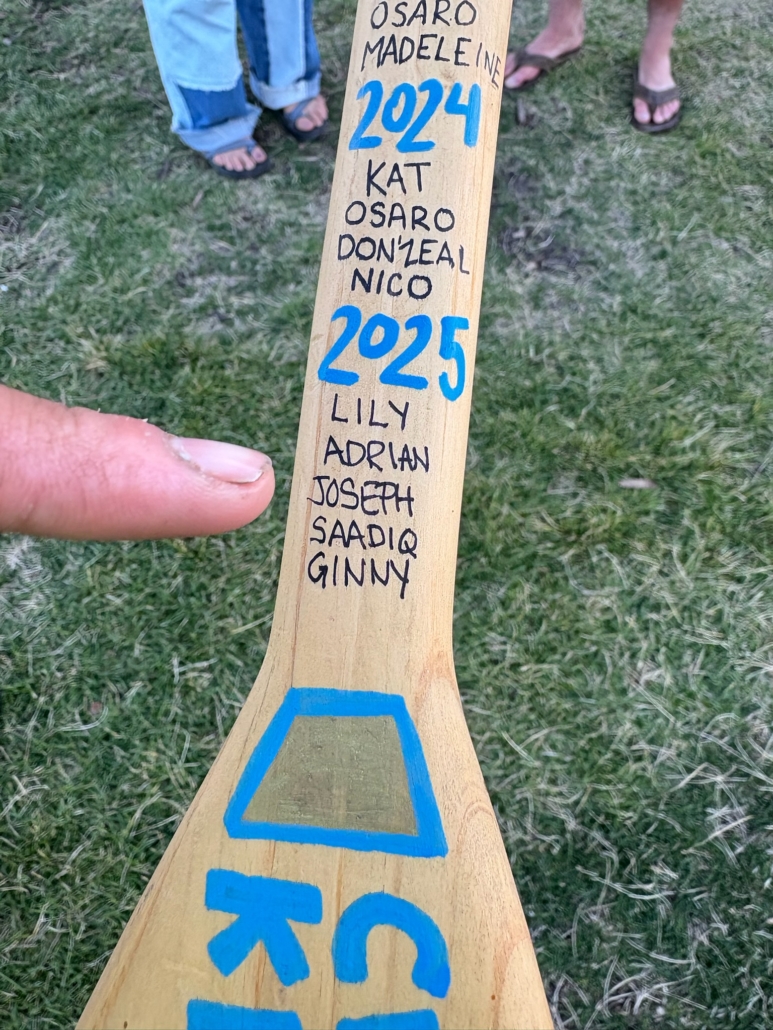 OSARO
MADELEINE
2024
KAT
OSARO
DON'ZEAL
NICO
2025
LILY
ADRIAN
JOSEPH
SAADIQ
GINNY
K C